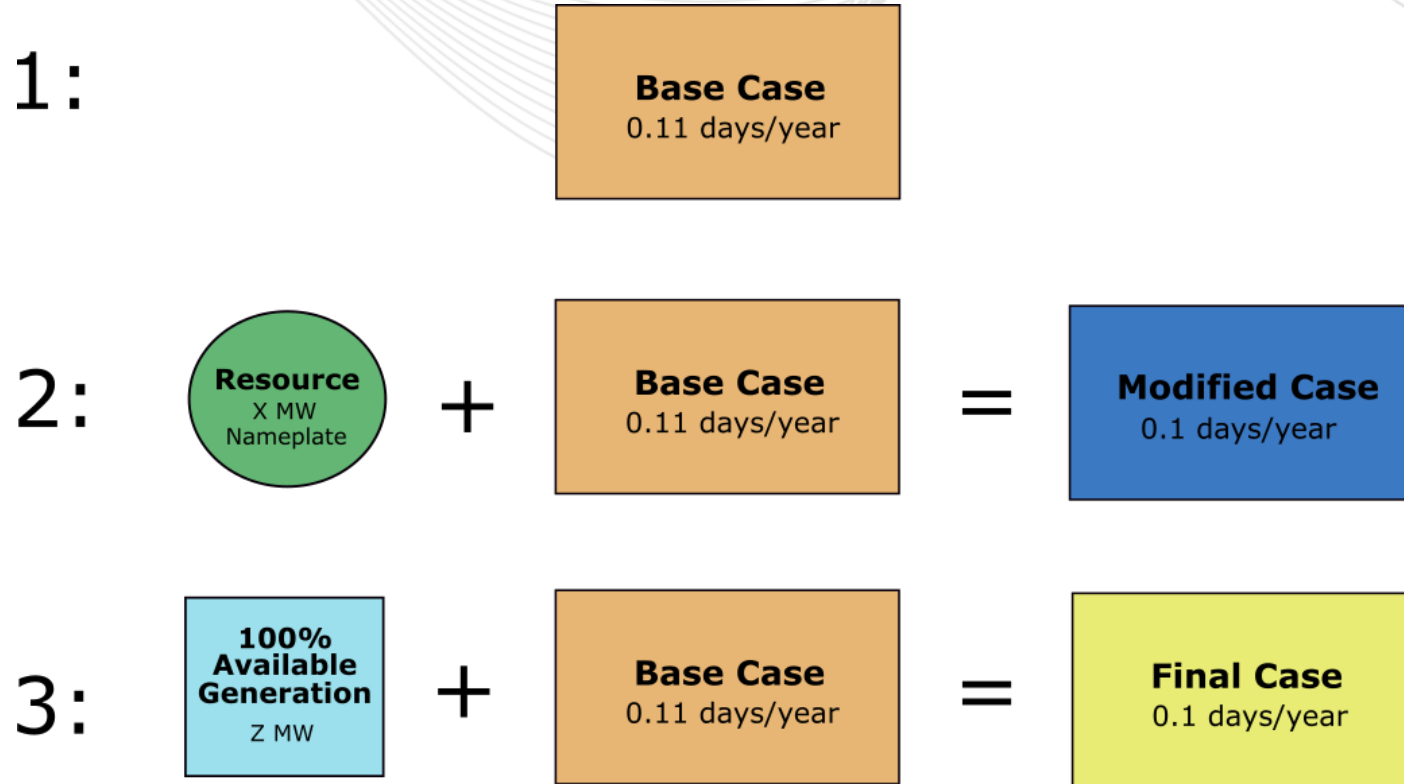 1:
Base Case
0.11 days/year
2:
Resource
X MW
Nameplate
+
Base Case
0.11 days/year
=
Modified Case
0.1 days/year
3:
100%
Available
Generation
Z MW
+
Base Case
0.11 days/year
=
Final Case
0.1 days/year